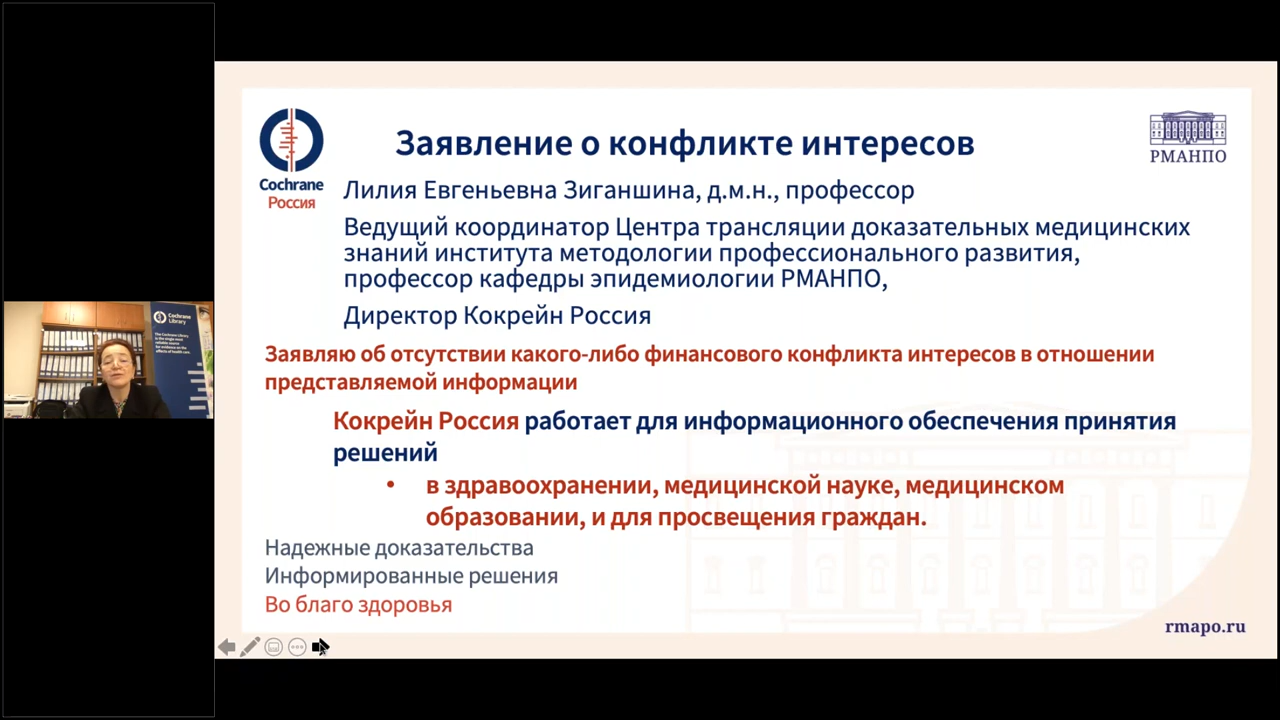 Заявление о конфликте интересов
РМАНПО
Cochrane
Россия
Лилия Евгеньевна Зиганшина, д.м.н., профессор
Ведущий координатор Центра трансляции доказательных медицинских
знаний института методологии профессионального развития,
профессор кафедры эпидемиологии РМАНПО,
Директор Кокрейн Россия
Заявляю об отсутствии какого-либо финансового конфликта интересов в отношении
представляемой информации
Кокрейн Россия работает для информационного обеспечения принятия
решений
• в здравоохранении, медицинской науке, медицинском
образовании, и для просвещения граждан.
Надежные доказательства
Информированные решения
Во благо здоровья
rmapo.ru
Cochrane
Library